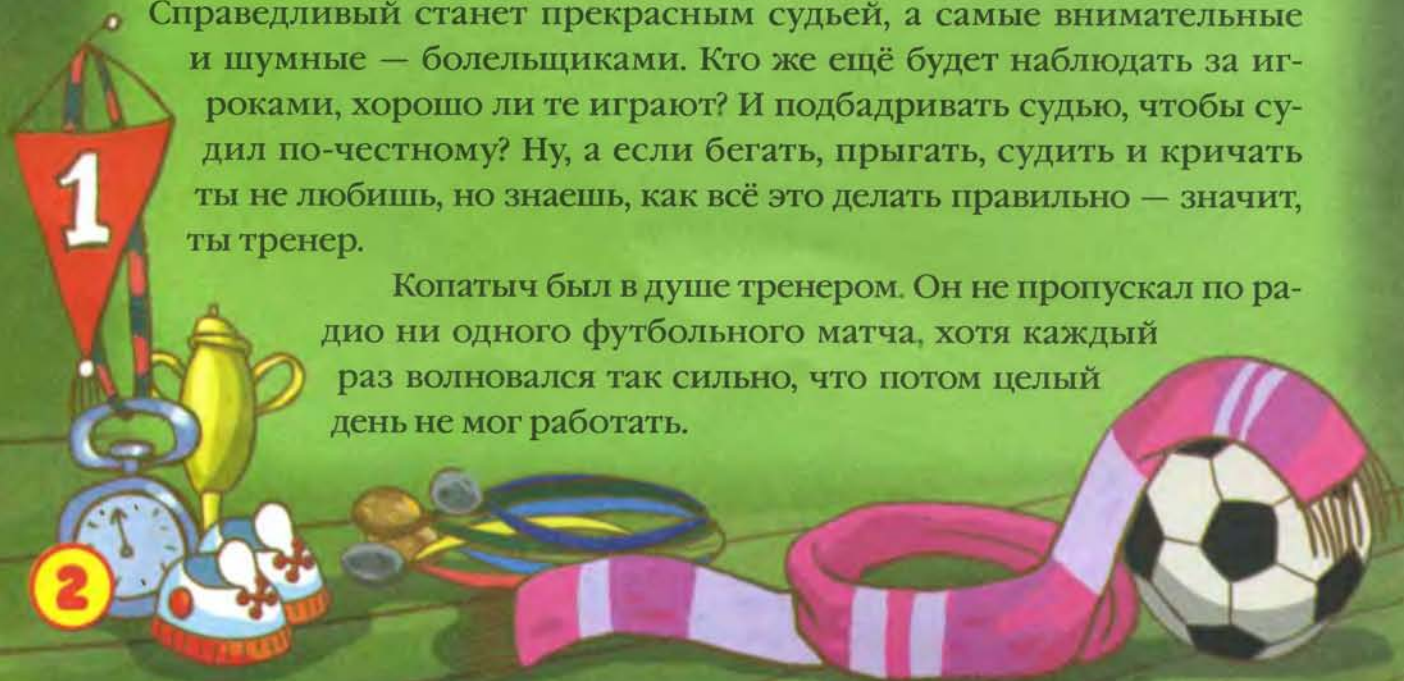 Справедливый станет прекрасным судьей, а самые внимательные
и шумные — болельщиками. Кто же ещё будет наблюдать за иг-
роками, хорошо ли те играют? И подбадривать судью, чтобы су-
дил по-честному? Ну, а если бегать, прыгать, судить и кричать
ты не любишь, но знаешь, как всё это делать правильно — значит,
ты тренер.
Копатыч был в душе тренером. Он не пропускал по ра-
дио ни одного футбольного матча, хотя каждый
раз волновался так сильно, что потом целый
день не мог работать.
1
2